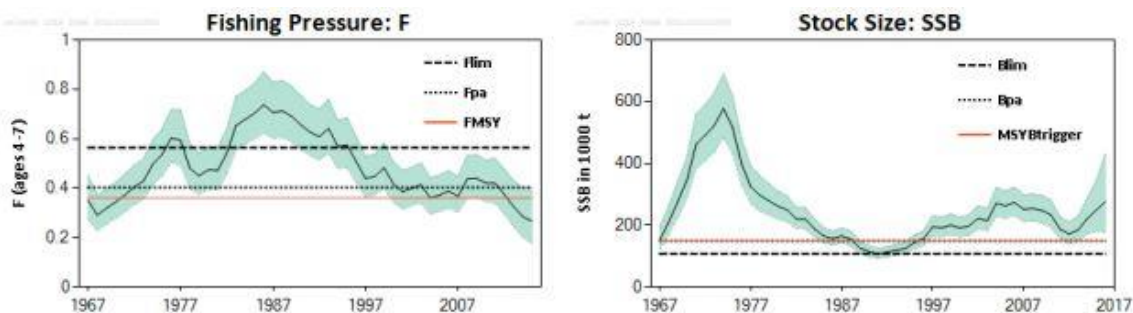 Fishing Pressure: F
1
0.8
0.6
0.4
0.2
0
F (ages 4-7)
Flim
Fpa
FMSY
1967
1977
1987
1997
2007
Stock Size: SSB
800
600
400
200
0
SSB in 1000 t
Blim
Bpa
MSYBtrigger
1967
1977
1987
1997
2007
2017